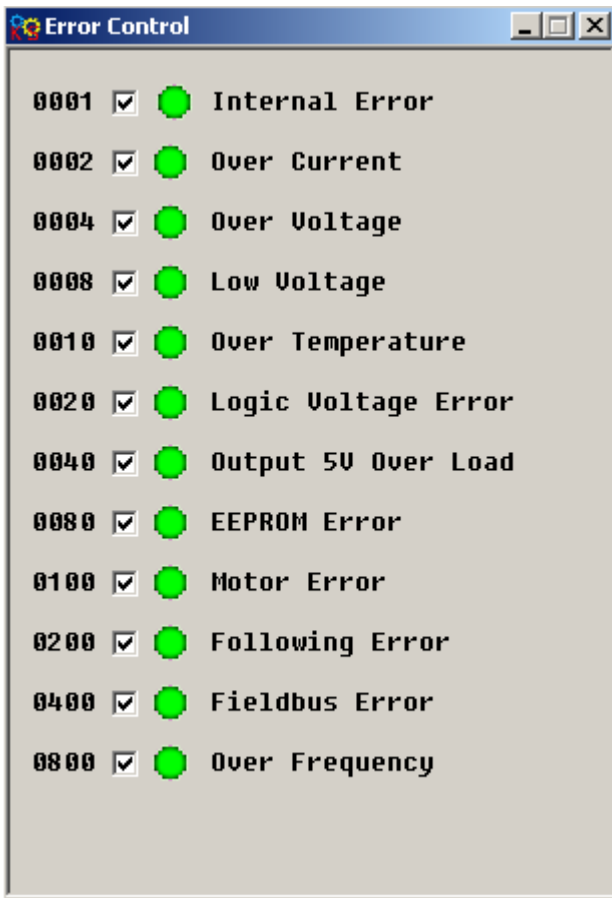 Error Control
0001 Internal Error
0002 Over Current
0004 Over Voltage
0008 Low Voltage
0010 Over Temperature
0020 Logic Voltage Error
0040 Output 5V Over Load
0080 EEPROM Error
0100 Motor Error
0200 Following Error
0400 Fieldbus Error
0800 Over Frequency